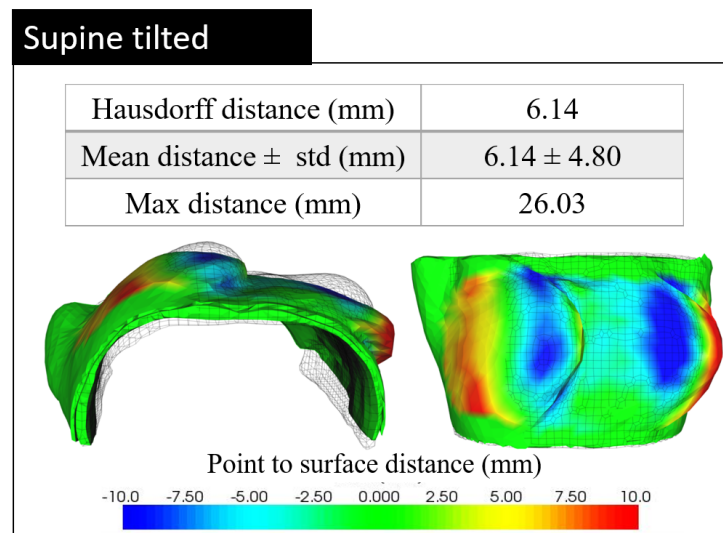 Supine tilted
Hausdorff distance (mm) 6.14
Mean distance ± std (mm) 6.14 ± 4.80
Max distance (mm) 26.03
Point to surface distance (mm)
-10.0 -7.50 -5.00 -2.50 0.000 2.50 5.00 7.50 10.0